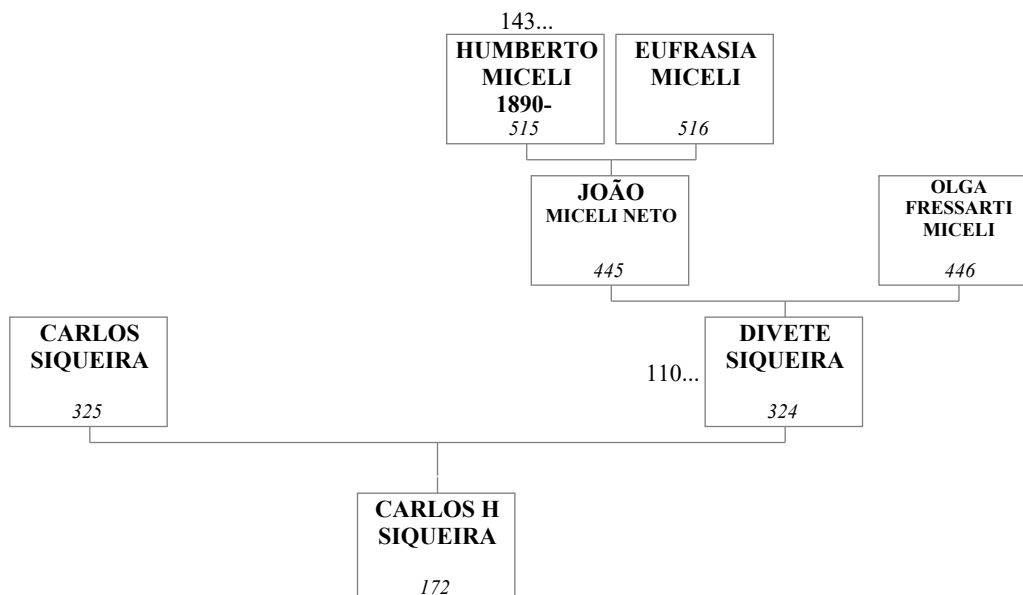 143...
HUMBERTO
MICELI
1890-
515
EUFRASIA
MICELI
516
JOÃO
MICELI NETO
445
OLGA
FRESSARTI
MICELI
446
CARLOS
SIQUEIRA
325
110...
DIVETE
SIQUEIRA
324
CARLOS H
SIQUEIRA
172